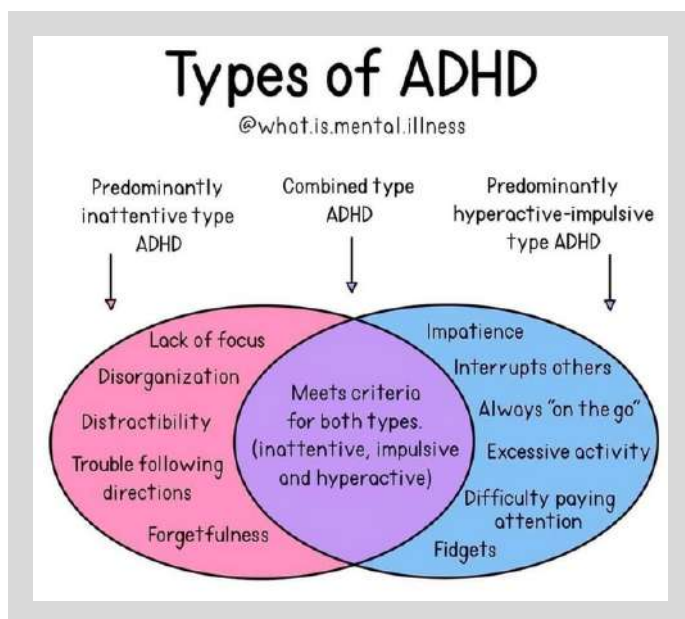 Types of ADHD
@what.is.mental.illness
Predominantly
inattentive type
ADHD
Combined type
ADHD
Predominantly
hyperactive-impulsive
type ADHD
Lack of focus
Disorganization
Distractibility
Trouble following
directions
Forgetfulness
Meets criteria
for both types.
(inattentive, impulsive
and hyperactive)
Impatience
Interrupts others
Always "on the go"
Excessive activity
Difficulty paying
attention
Fidgets